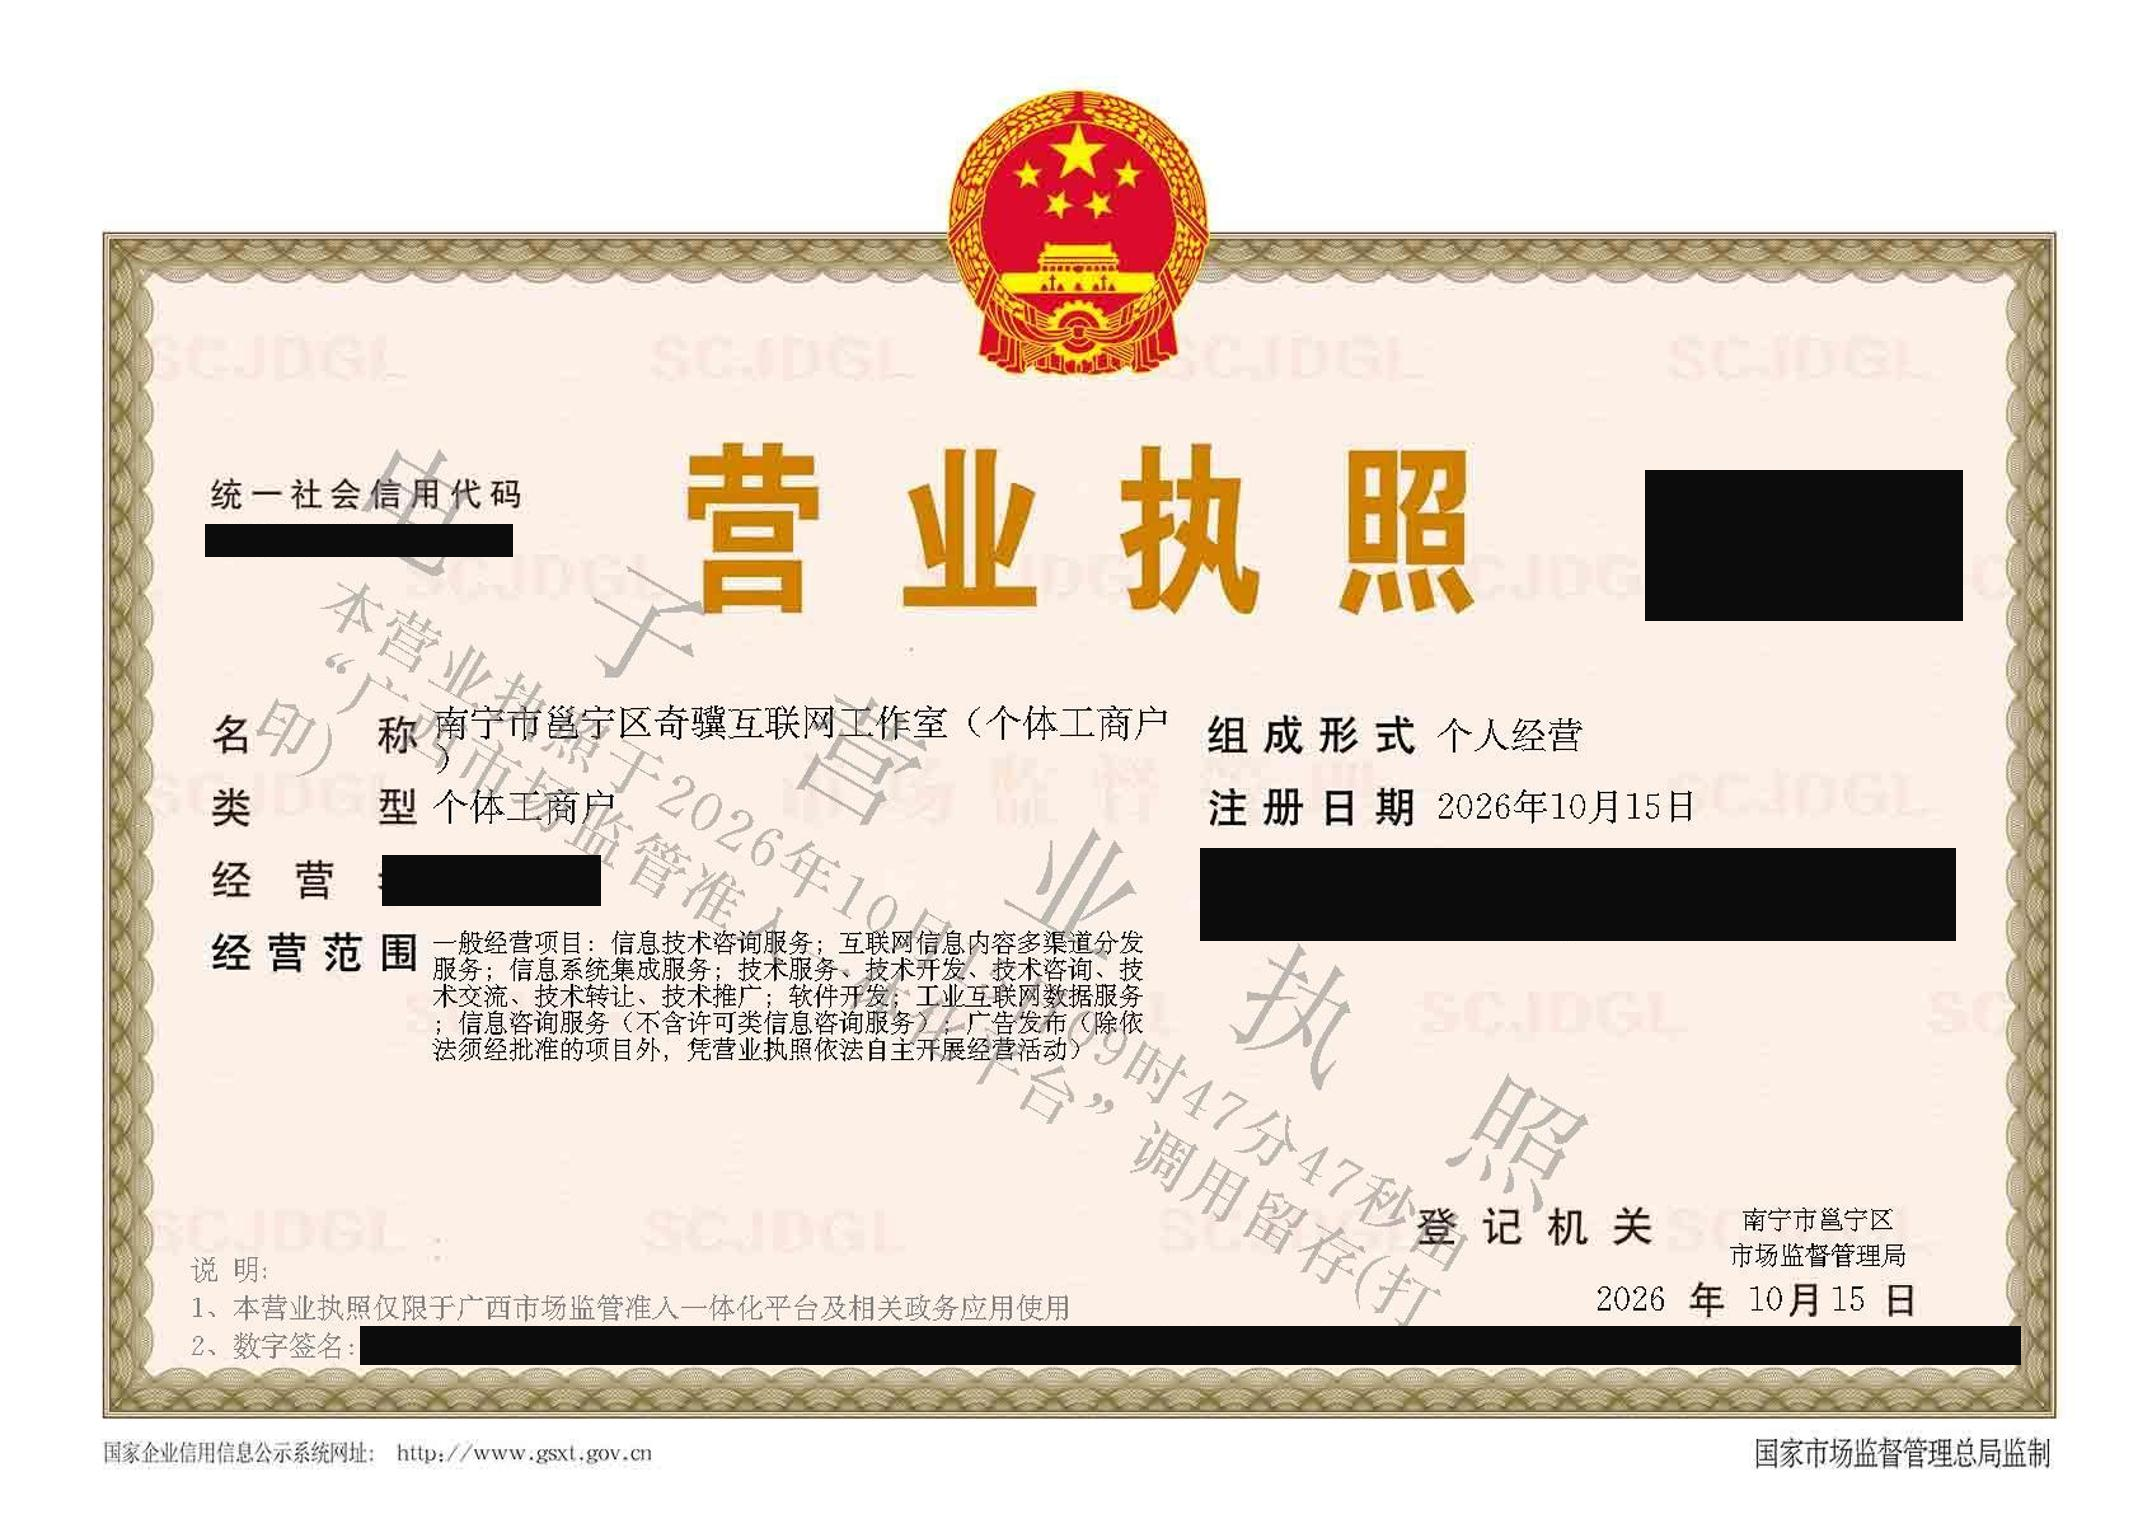 营业执照
统一社会信用代码
名称 南宁市邕宁区奇骥互联网工作室（个体工商户
）
类型 个体工商户
经营
经营范围 一般经营项目：信息技术咨询服务；互联网信息内容多渠道分发
服务；信息系统集成服务；技术服务、技术开发、技术咨询、技
术交流、技术转让、技术推广；软件开发；工业互联网数据服务
；信息咨询服务（不含许可类信息咨询服务）；广告发布（除依
法须经批准的项目外，凭营业执照依法自主开展经营活动）
组成形式 个人经营
注册日期 2026年10月15日
电子营业执照
本营业执照于2026年10月15日09时47分47秒留
“广西市场监管准入一体化平台”调用留存(打
印)
登记机关 南宁市邕宁区
市场监督管理局
2026 年 10月15 日
说 明:
1、本营业执照仅限于广西市场监管准入一体化平台及相关政务应用使用
2、数字签名:
国家企业信用信息公示系统网址： http://www.gsxt.gov.cn
国家市场监督管理总局监制
SCJDGL
市场监督管理